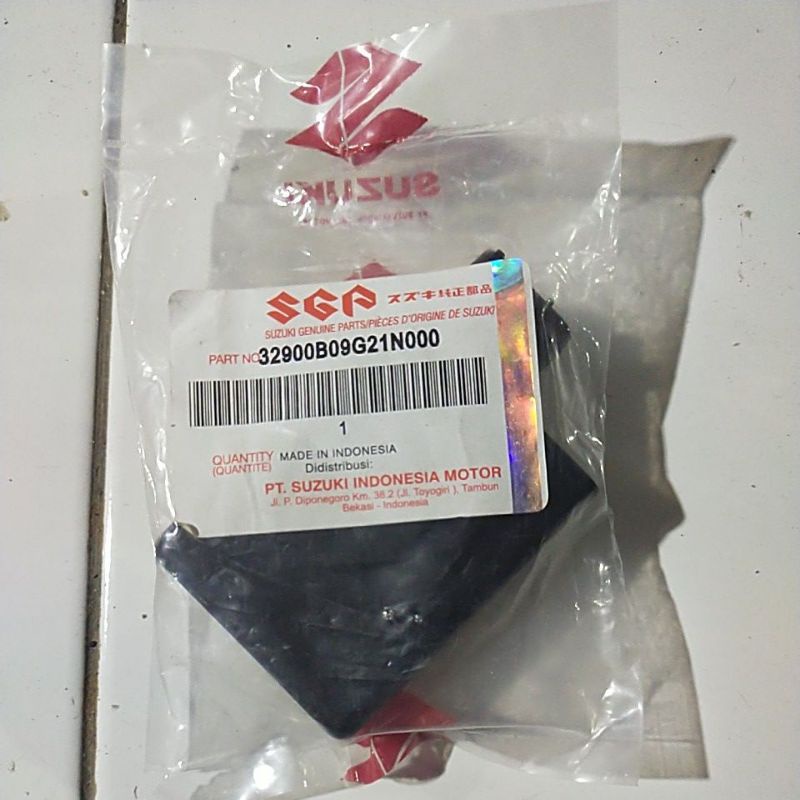 SUZUKI
SGP スズキ純正部品
SUZUKI GENUINE PARTS/PIÈCES D'ORIGINE DE SUZUKI
PART NO 32900B09G21N000
1
QUANTITY MADE IN INDONESIA
(QUANTITE) Didistribusi:
PT. SUZUKI INDONESIA MOTOR
Jl. P. Diponegoro Km. 38,2 (Jl. Toyogiri ), Tambun
Bekasi - Indonesia